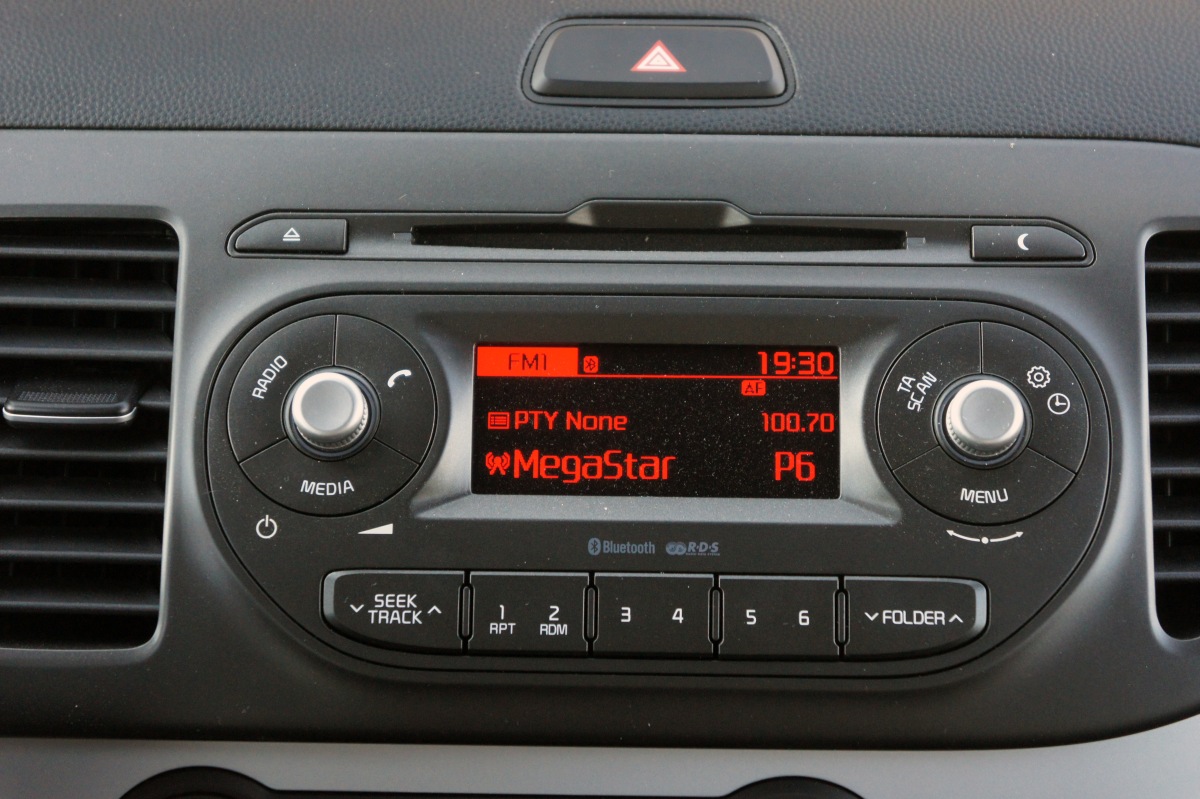 FM1
19:30
AF
PTY None
100.70
MegaStar
P6
RADIO
MEDIA
TA
SCAN
MENU
Bluetooth
R·D·S
SEEK
TRACK
1
RPT
2
RDM
3
4
5
6
FOLDER